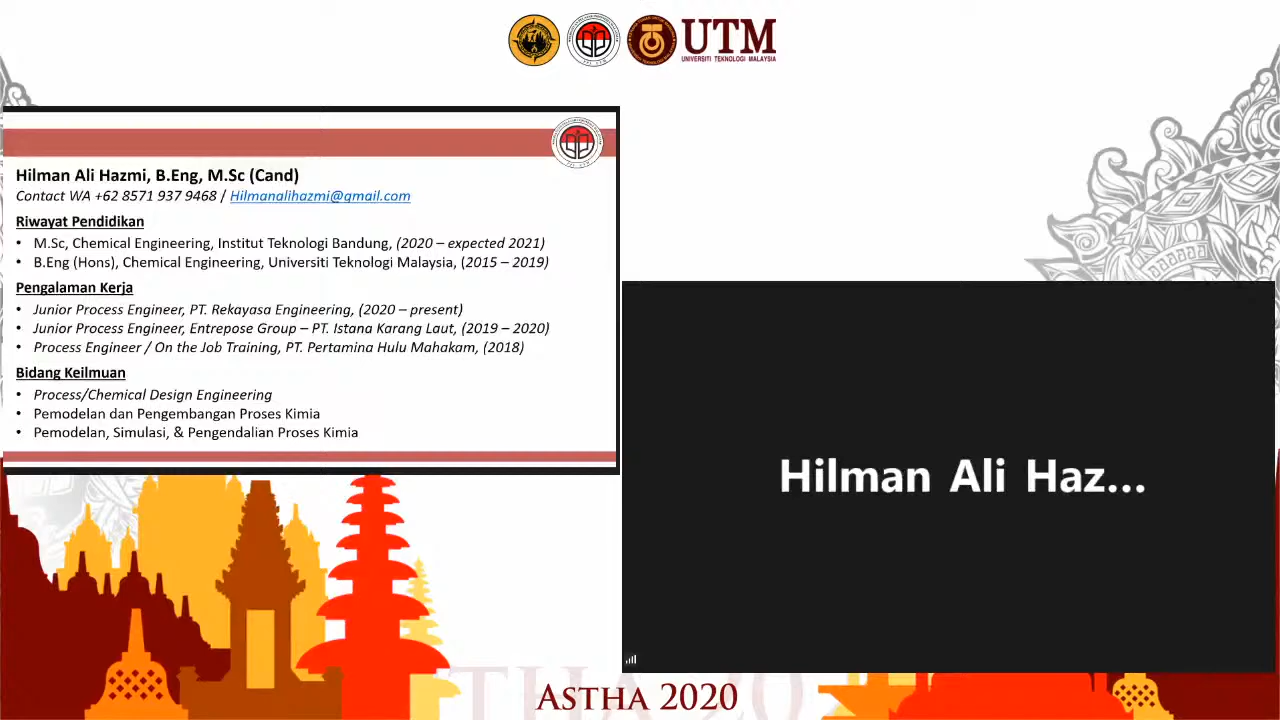 UTM
UNIVERSITI TEKNOLOGI MALAYSIA
Hilman Ali Hazmi, B.Eng, M.Sc (Cand)
Contact WA +62 8571 937 9468 / Hilmanalihazmi@gmail.com
Riwayat Pendidikan
• M.Sc, Chemical Engineering, Institut Teknologi Bandung, (2020 – expected 2021)
• B.Eng (Hons), Chemical Engineering, Universiti Teknologi Malaysia, (2015 – 2019)
Pengalaman Kerja
• Junior Process Engineer, PT. Rekayasa Engineering, (2020 – present)
• Junior Process Engineer, Entrepose Group – PT. Istana Karang Laut, (2019 – 2020)
• Process Engineer / On the Job Training, PT. Pertamina Hulu Mahakam, (2018)
Bidang Keilmuan
• Process/Chemical Design Engineering
• Pemodelan dan Pengembangan Proses Kimia
• Pemodelan, Simulasi, & Pengendalian Proses Kimia
Hilman Ali Haz...
ASTHA 2020